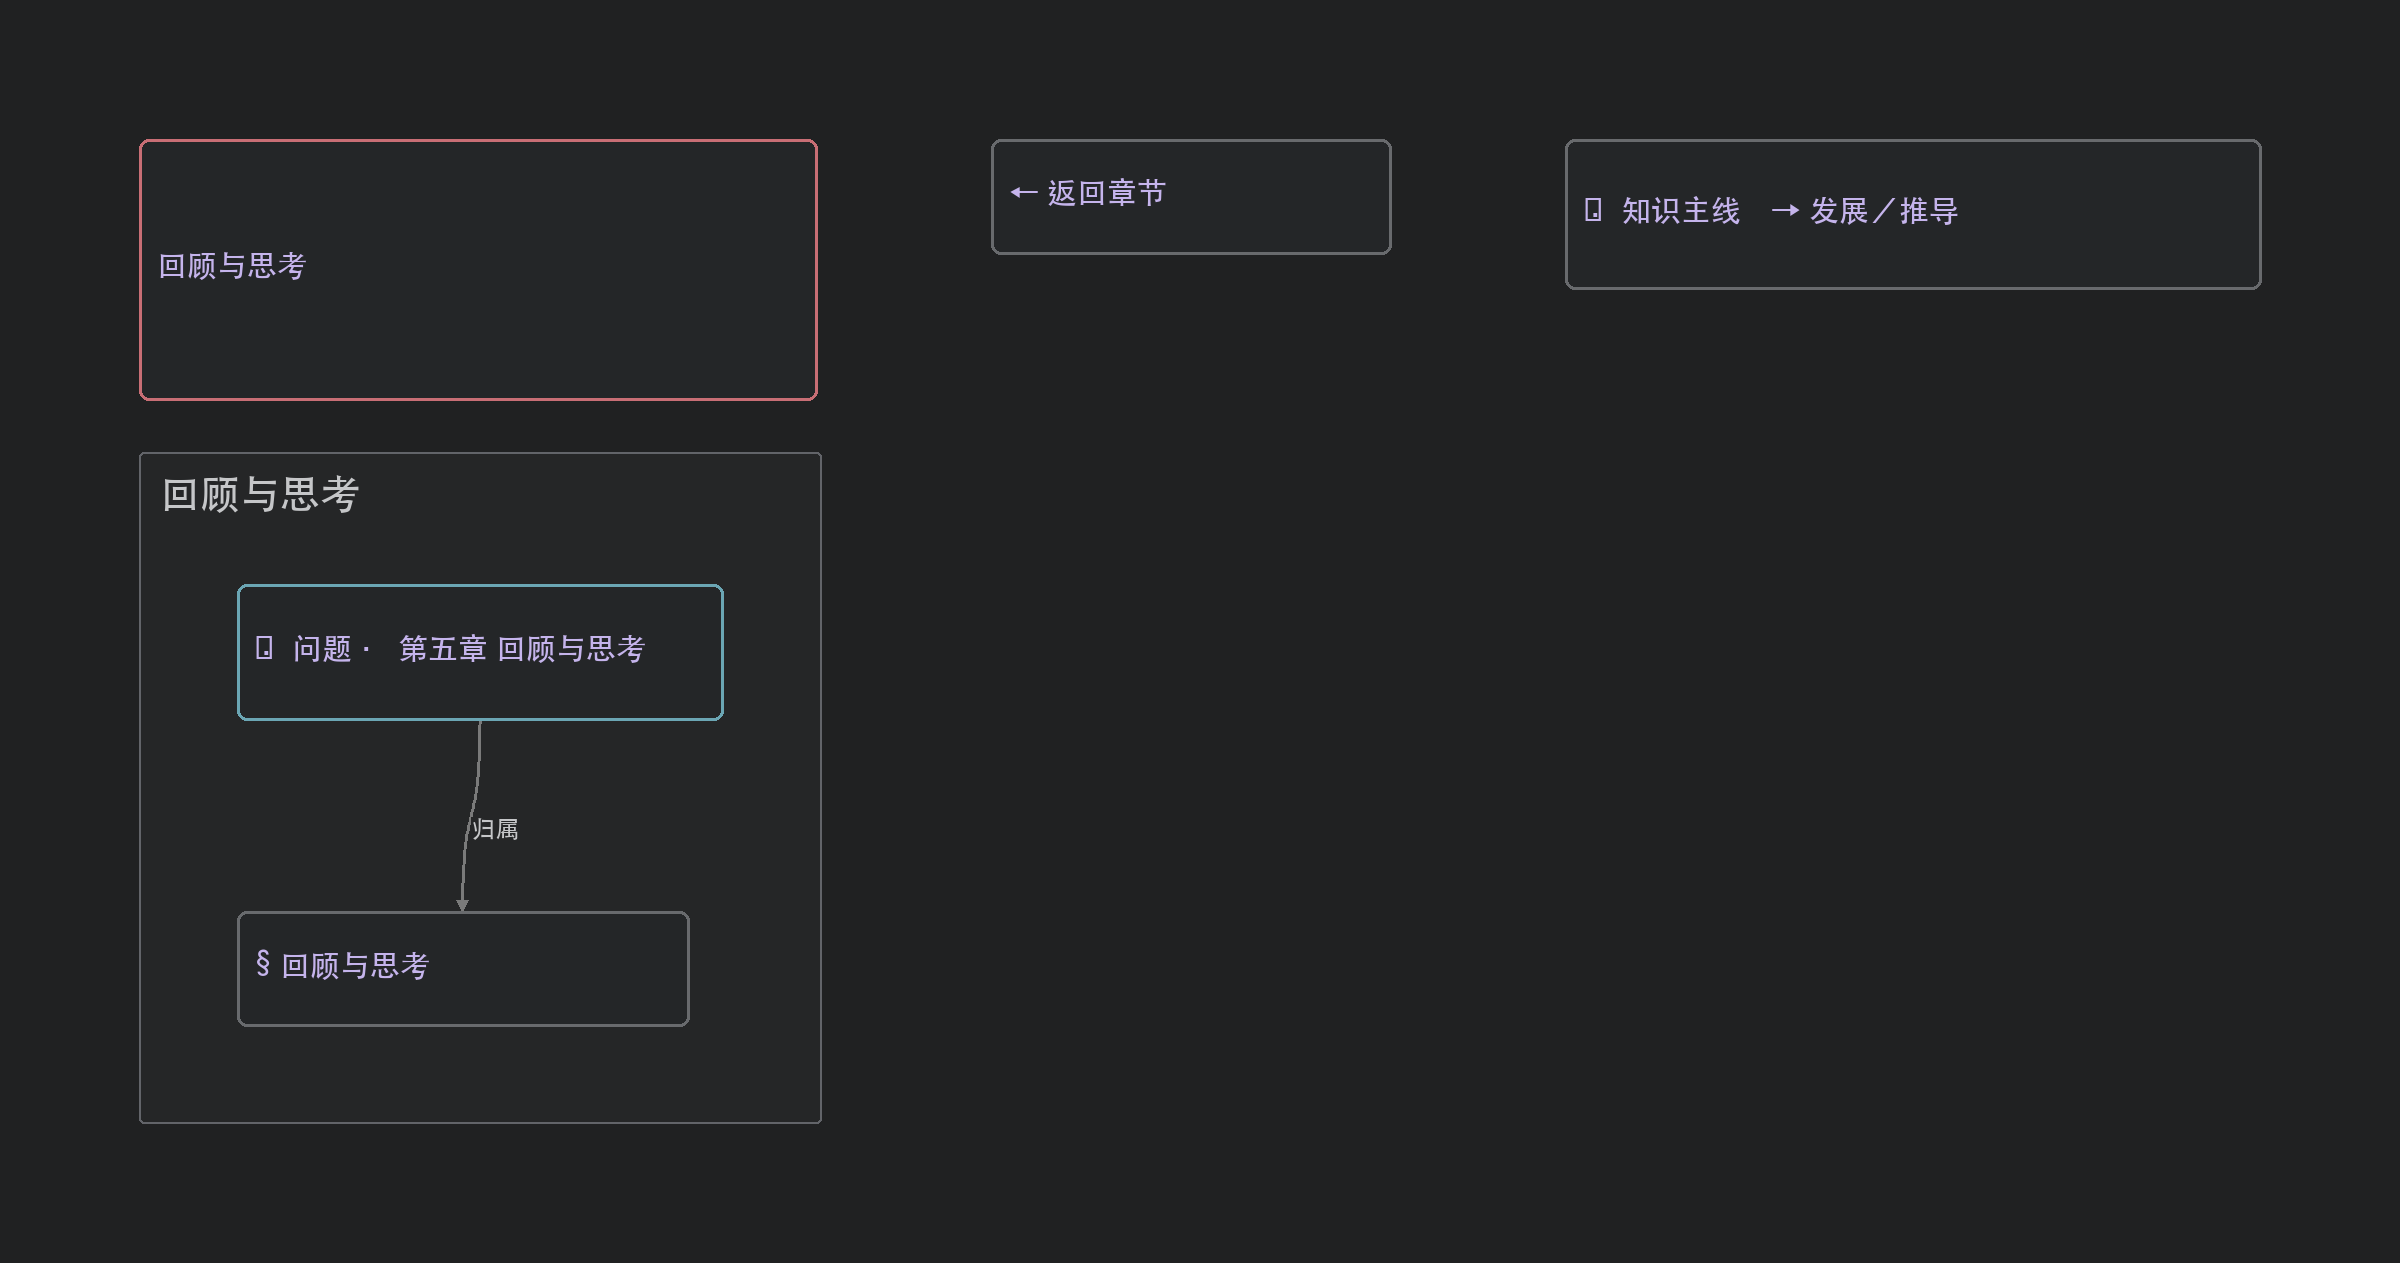 回顾与思考
← 返回章节
知识主线 → 发展／推导
回顾与思考
问题 · 第五章 回顾与思考
归属
§ 回顾与思考